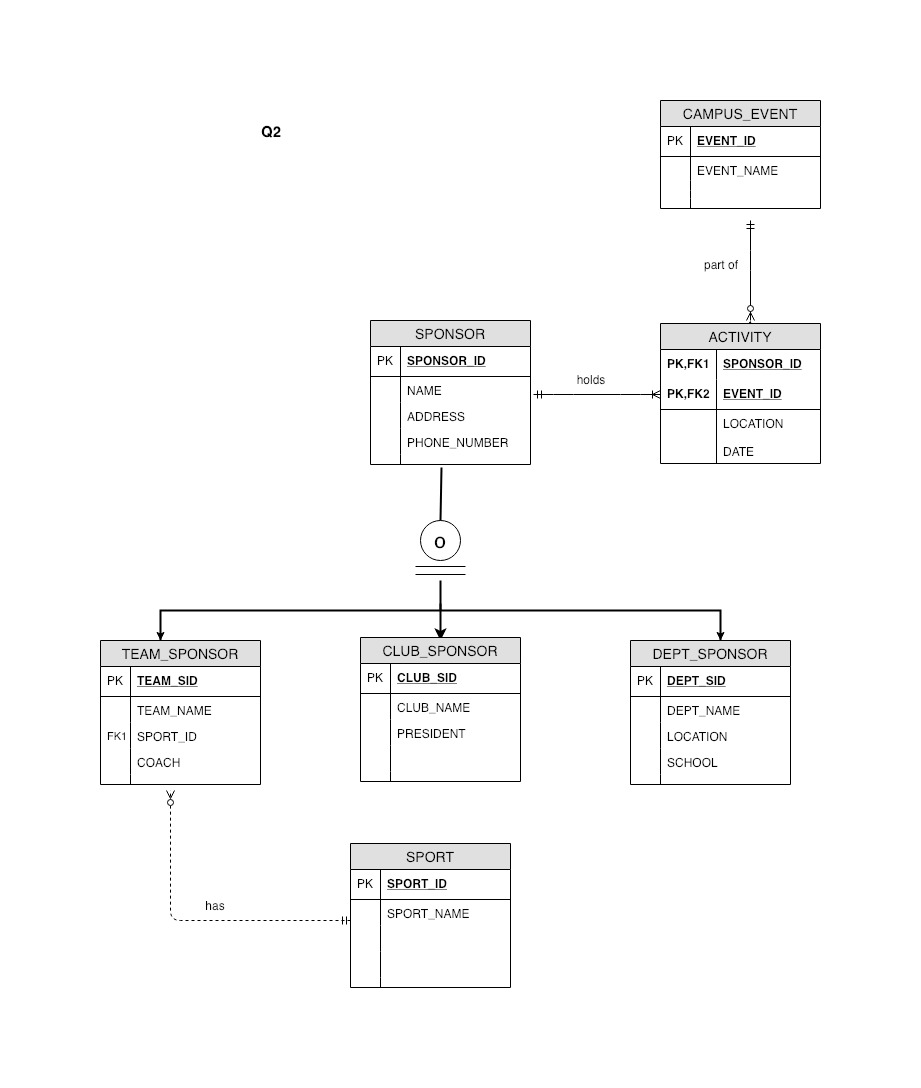 Q2
CAMPUS_EVENT
PK EVENT_ID
EVENT_NAME
part of
SPONSOR
PK SPONSOR_ID
NAME
ADDRESS
PHONE_NUMBER
holds
ACTIVITY
PK,FK1 SPONSOR_ID
PK,FK2 EVENT_ID
LOCATION
DATE
O
TEAM_SPONSOR
PK TEAM_SID
TEAM_NAME
FK1 SPORT_ID
COACH
CLUB_SPONSOR
PK CLUB_SID
CLUB_NAME
PRESIDENT
DEPT_SPONSOR
PK DEPT_SID
DEPT_NAME
LOCATION
SCHOOL
has
SPORT
PK SPORT_ID
SPORT_NAME